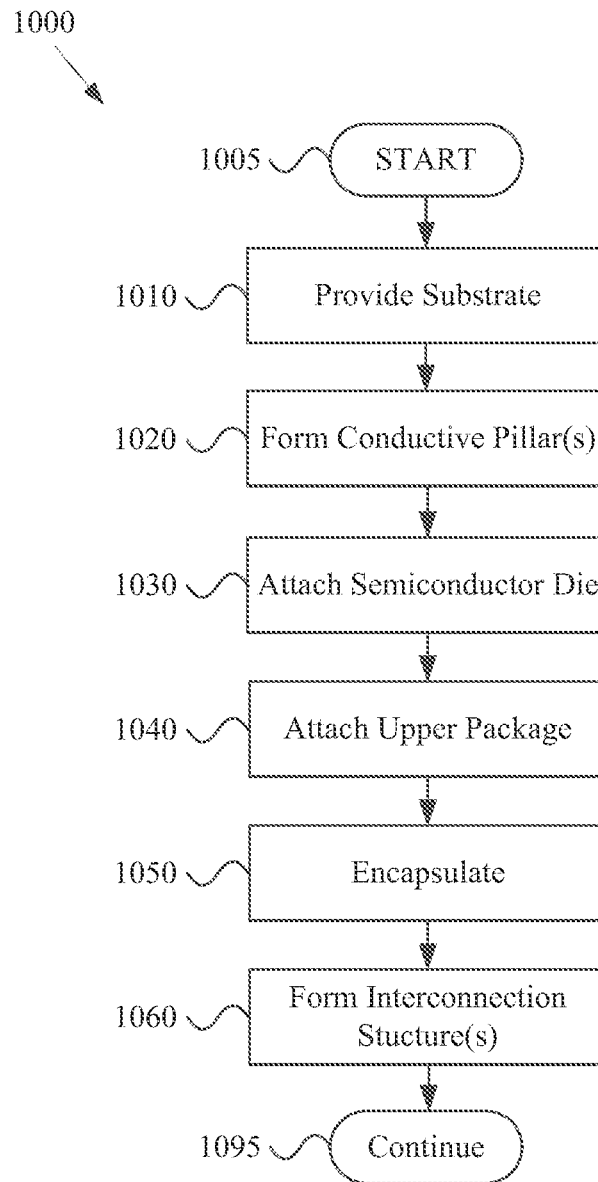 1000
1005 START
1010 Provide Substrate
1020 Form Conductive Pillar(s)
1030 Attach Semiconductor Die
1040 Attach Upper Package
1050 Encapsulate
1060 Form Interconnection
Stucture(s)
1095 Continue